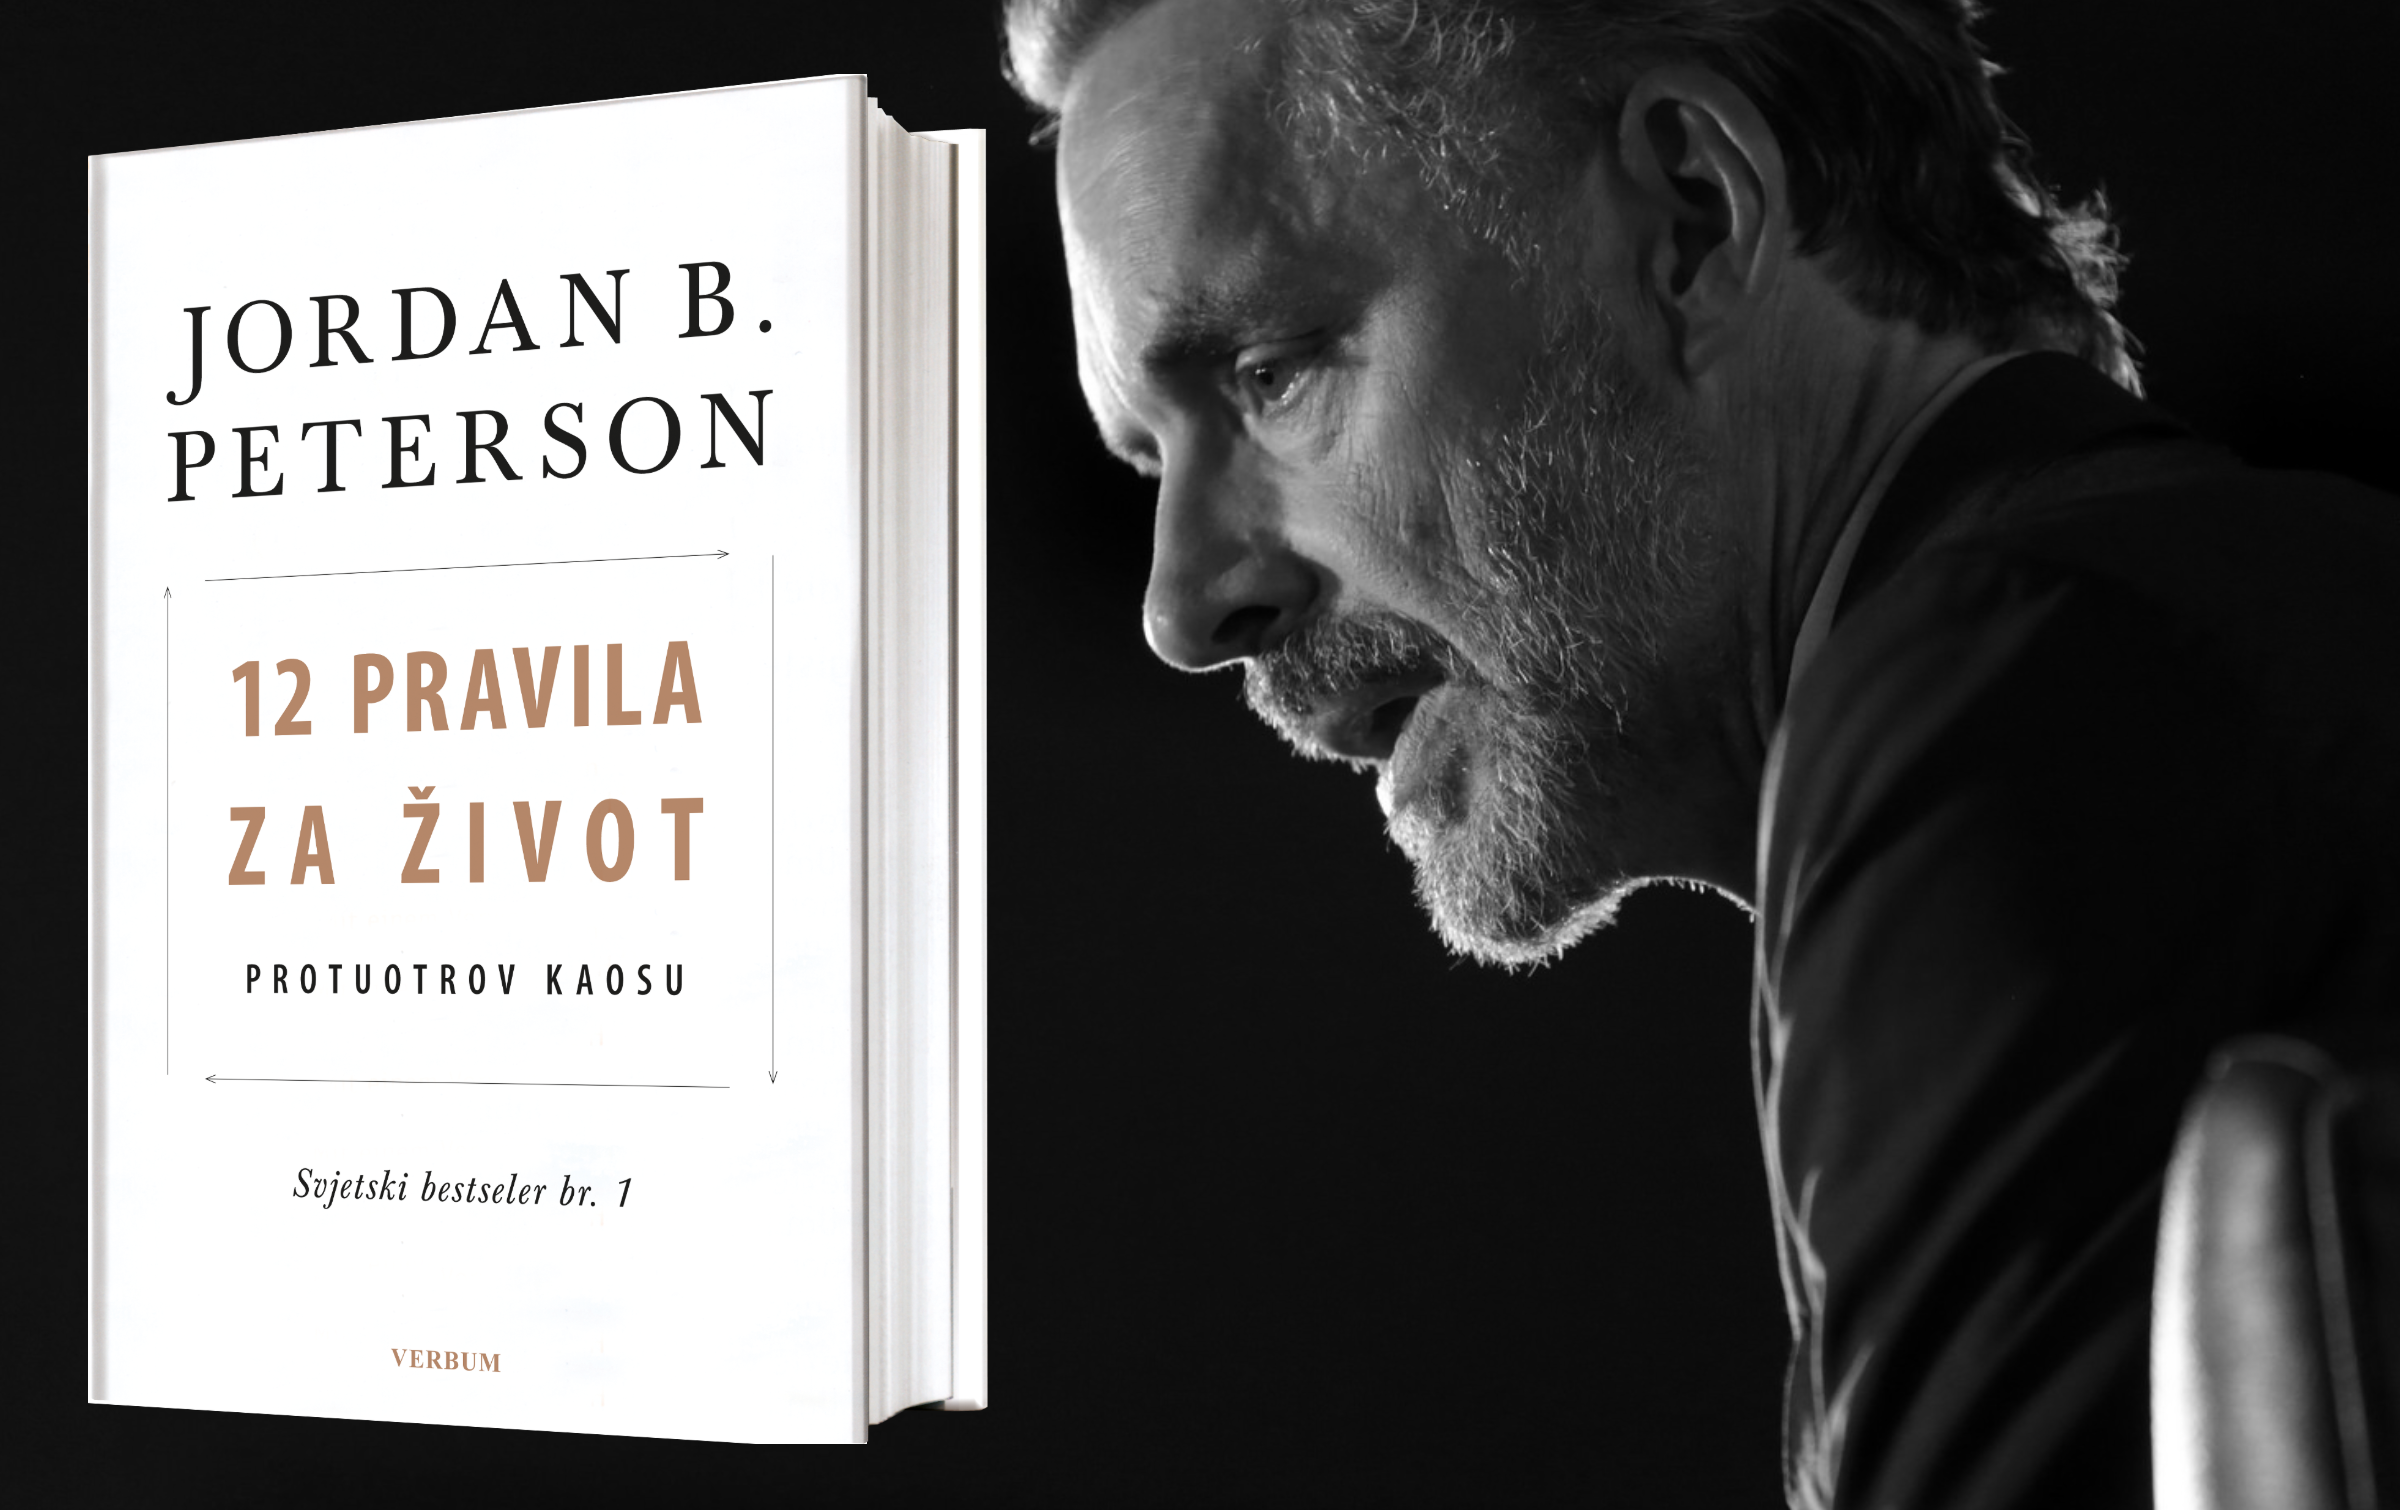 JORDAN B.
PETERSON
12 PRAVILA
ZA ŽIVOT
PROTUOTROV KAOSU
Svjetski bestseler br. 1
VERBUM